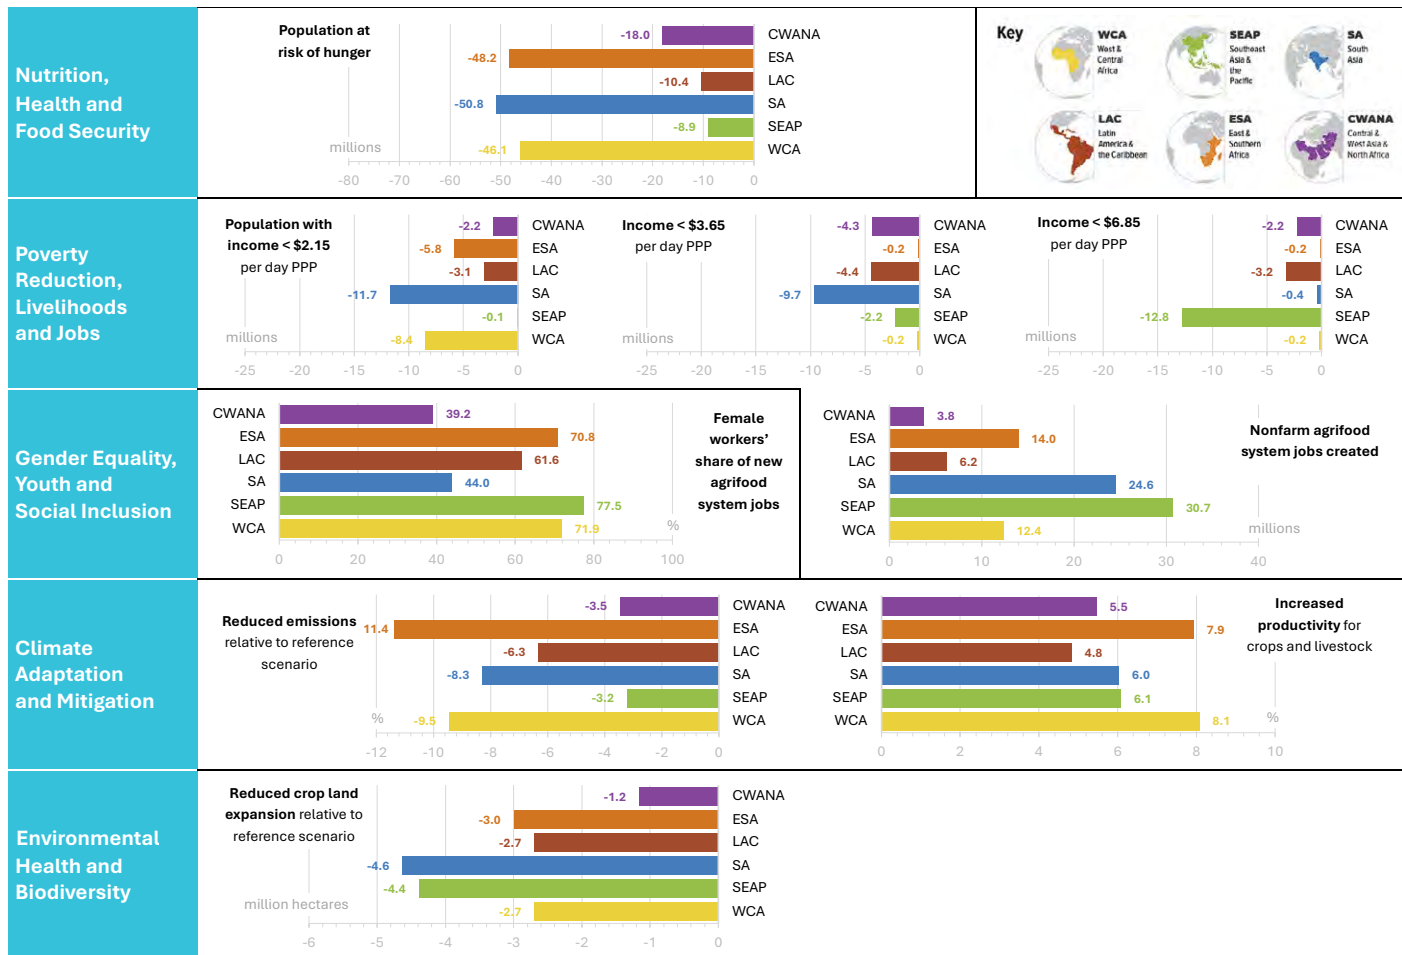 Nutrition,
Health and
Food Security
Population at
risk of hunger
-18.0 CWANA
-48.2 ESA
-10.4 LAC
-50.8 SA
-8.9 SEAP
-46.1 WCA
millions
-80 -70 -60 -50 -40 -30 -20 -10 0
Key
WCA
West &
Central
Africa
SEAP
Southeast
Asia &
the
Pacific
SA
South
Asia
LAC
Latin
America &
the Caribbean
ESA
East &
Southern
Africa
CWANA
Central &
West Asia &
North Africa
Poverty
Reduction,
Livelihoods
and Jobs
Population with
income < $2.15
per day PPP
-2.2 CWANA
-5.8 ESA
-3.1 LAC
-11.7 SA
-0.1 SEAP
-8.4 WCA
millions
-25 -20 -15 -10 -5 0
Income < $3.65
per day PPP
-4.3 CWANA
-0.2 ESA
-4.4 LAC
-9.7 SA
-2.2 SEAP
-0.2 WCA
millions
-25 -20 -15 -10 -5 0
Income < $6.85
per day PPP
-2.2 CWANA
-0.2 ESA
-3.2 LAC
-0.4 SA
-12.8 SEAP
-0.2 WCA
millions
-25 -20 -15 -10 -5 0
Gender Equality,
Youth and
Social Inclusion
CWANA 39.2
ESA 70.8
LAC 61.6
SA 44.0
SEAP 77.5
WCA 71.9
%
0 20 40 60 80 100
Female
workers’
share of new
agrifood
system jobs
CWANA 3.8
ESA 14.0
LAC 6.2
SA 24.6
SEAP 30.7
WCA 12.4
millions
0 10 20 30 40
Nonfarm agrifood
system jobs created
Climate
Adaptation
and Mitigation
Reduced emissions
relative to reference
scenario
-3.5 CWANA
11.4 ESA
-6.3 LAC
-8.3 SA
-3.2 SEAP
-9.5 WCA
%
-12 -10 -8 -6 -4 -2 0
CWANA 5.5
ESA 7.9
LAC 4.8
SA 6.0
SEAP 6.1
WCA 8.1
%
0 2 4 6 8 10
Increased
productivity for
crops and livestock
Environmental
Health and
Biodiversity
Reduced crop land
expansion relative to
reference scenario
-1.2 CWANA
-3.0 ESA
-2.7 LAC
-4.6 SA
-4.4 SEAP
-2.7 WCA
million hectares
-6 -5 -4 -3 -2 -1 0